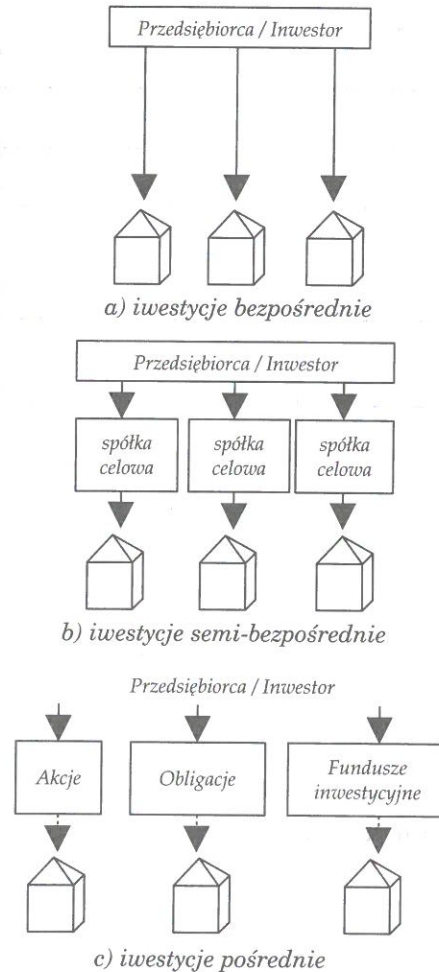 Przedsiębiorca / Inwestor
a) iwestycje bezpośrednie
Przedsiębiorca / Inwestor
spółka
celowa
spółka
celowa
spółka
celowa
b) iwestycje semi-bezpośrednie
Przedsiębiorca / Inwestor
Akcje
Obligacje
Fundusze
inwestycyjne
c) iwestycje pośrednie